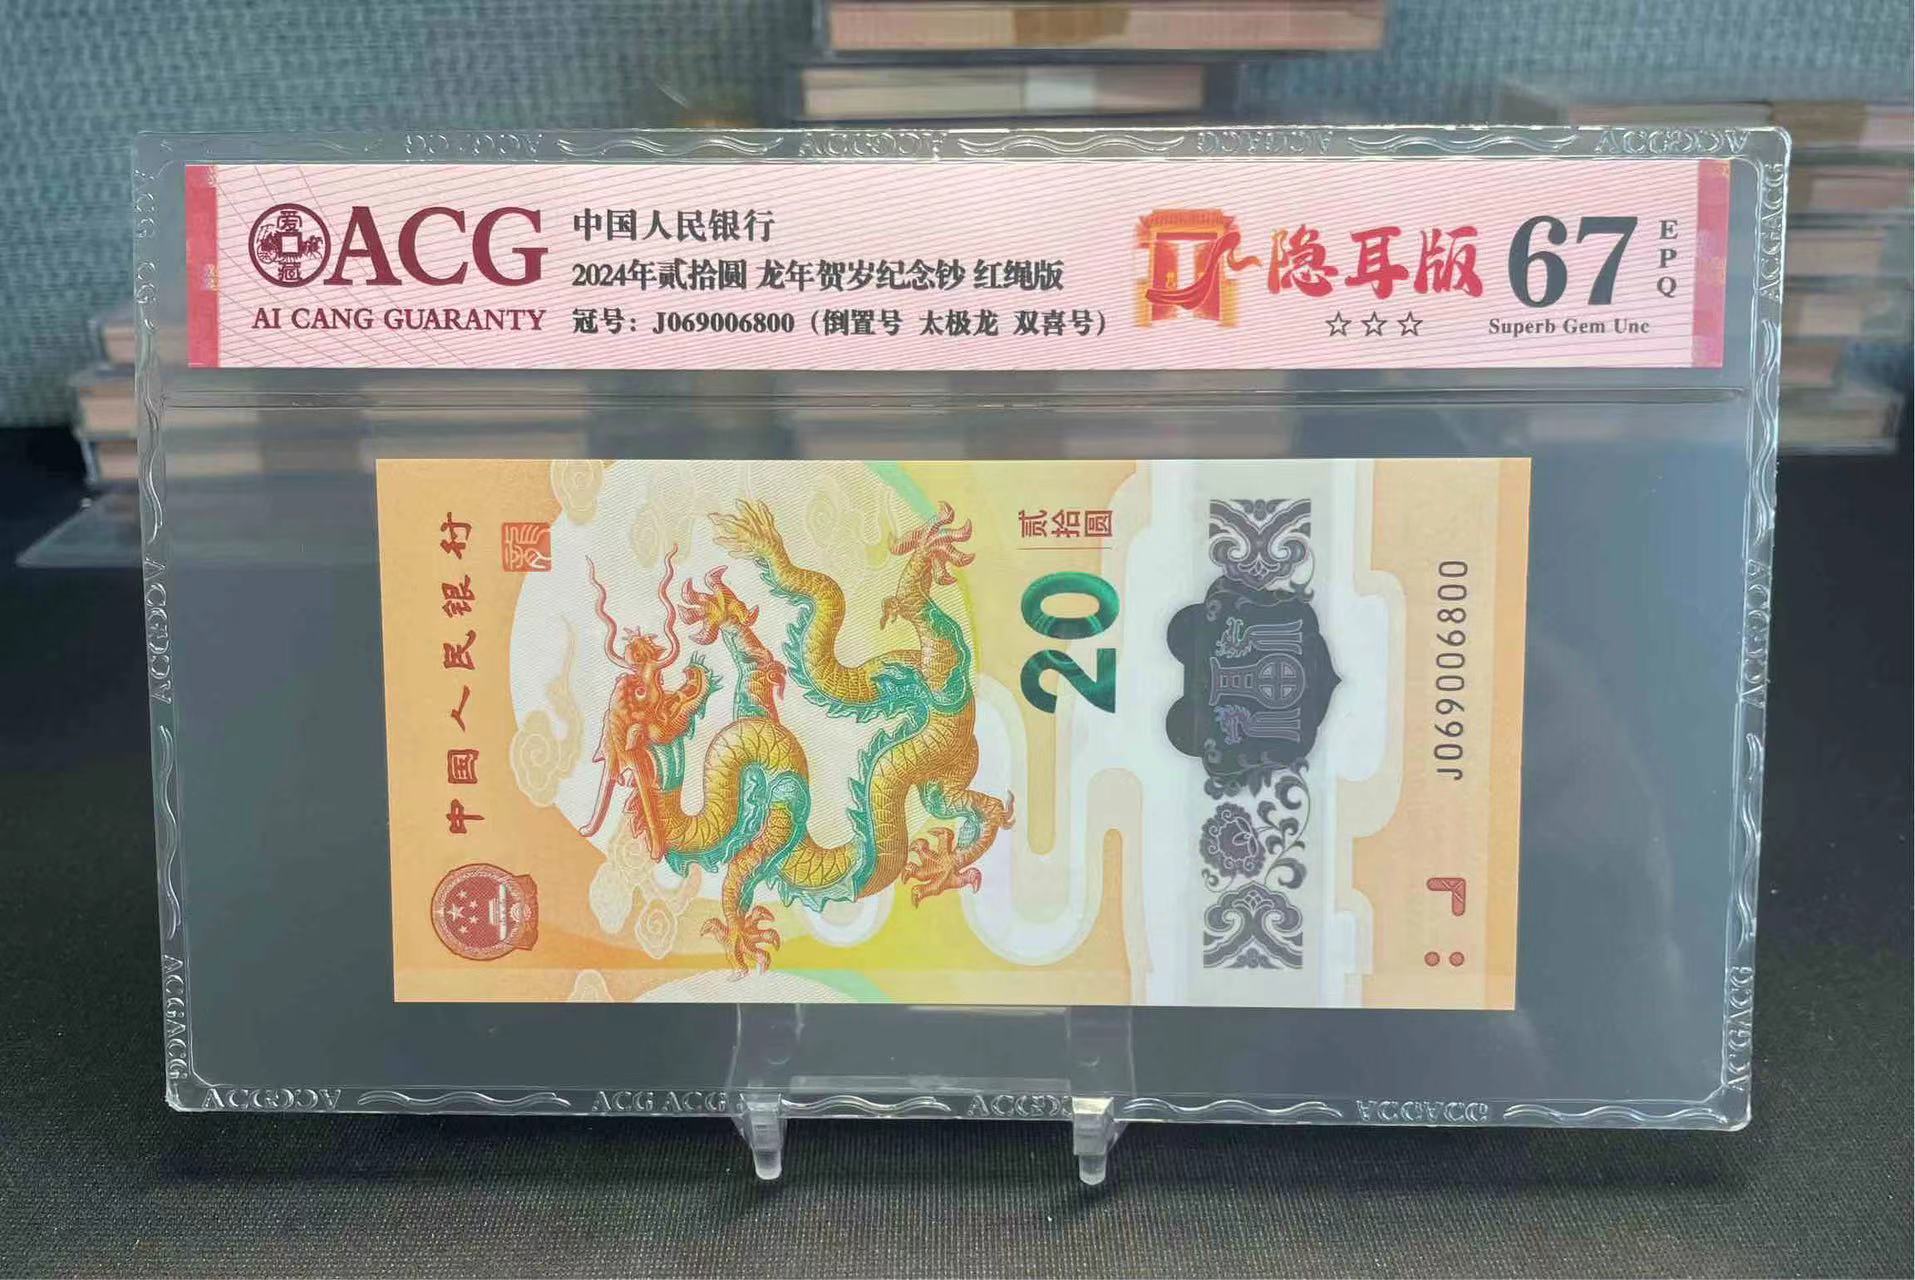 ACG
AI CANG GUARANTY
中国人民银行
2024年贰拾圆 龙年贺岁纪念钞 红绳版
冠号：J069006800（倒置号 太极龙 双喜号）
隐耳版
☆☆☆
67
EPQ
Superb Gem Unc
中国人民银行
贰拾圆
20
J069006800